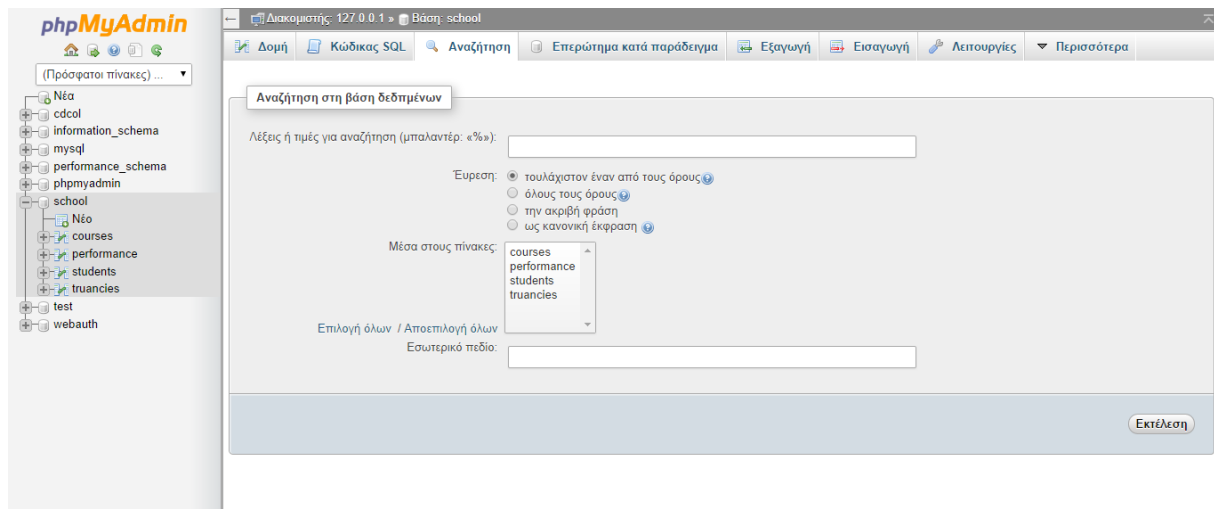 phpMyAdmin
(Πρόσφατοι πίνακες) ...
Νέα
cdcol
information_schema
mysql
performance_schema
phpmyadmin
school
Νέο
courses
performance
students
truancies
test
webauth
Διακομιστής: 127.0.0.1 » Βάση: school
Δομή Κώδικας SQL Αναζήτηση Επερώτημα κατά παράδειγμα Εξαγωγή Εισαγωγή Λειτουργίες Περισσότερα
Αναζήτηση στη βάση δεδπμένων
Λέξεις ή τιμές για αναζήτηση (μπαλαντέρ: «%»):
Έυρεση: τουλάχιστον έναν από τους όρους
όλους τους όρους
την ακριβή φράση
ως κανονική έκφραση
Μέσα στους πίνακες: courses
performance
students
truancies
Επιλογή όλων / Αποεπιλογή όλων
Εσωτερικό πεδίο:
Εκτέλεση